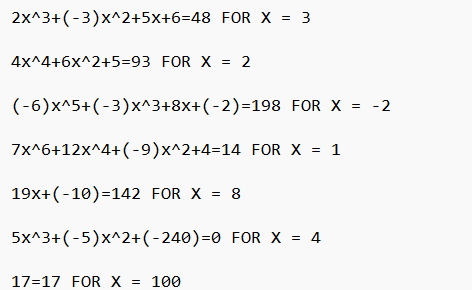 2x^3+(-3)x^2+5x+6=48 FOR X = 3
4x^4+6x^2+5=93 FOR X = 2
(-6)x^5+(-3)x^3+8x+(-2)=198 FOR X = -2
7x^6+12x^4+(-9)x^2+4=14 FOR X = 1
19x+(-10)=142 FOR X = 8
5x^3+(-5)x^2+(-240)=0 FOR X = 4
17=17 FOR X = 100